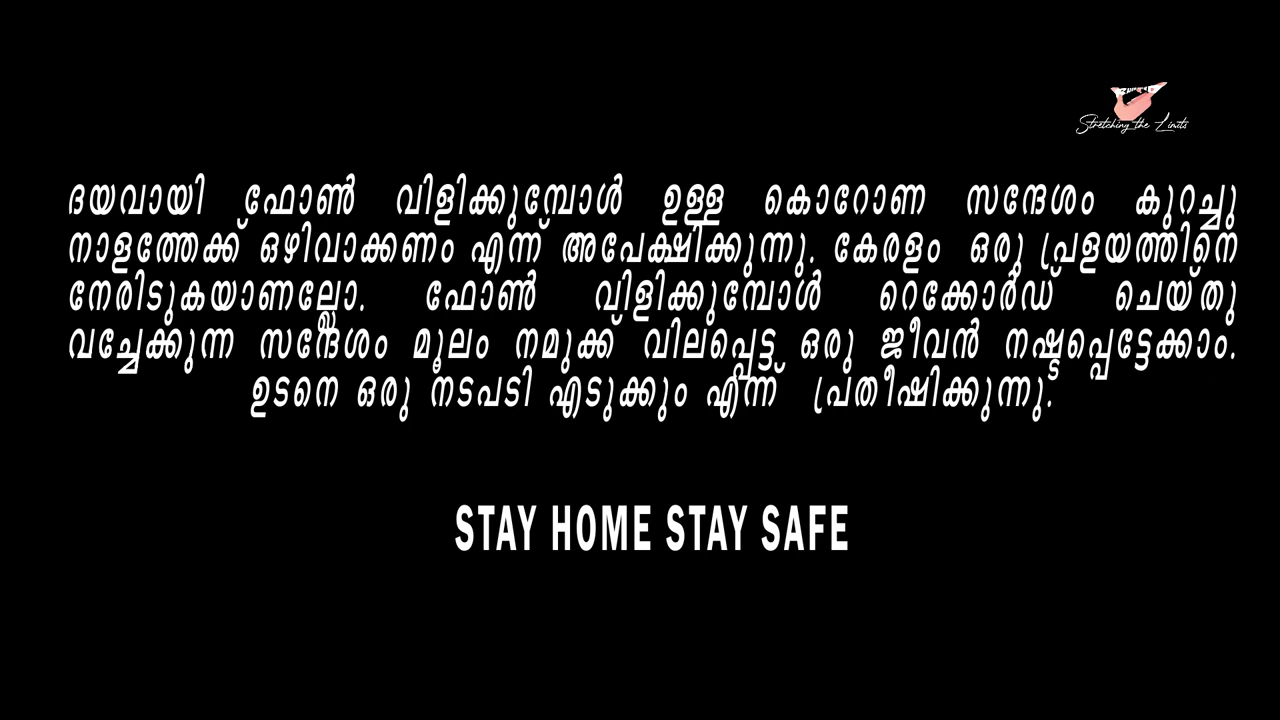 Stretching the Limits
ദയവായി ഫോൺ വിളിക്കുമ്പോൾ ഉള്ള കൊറോണ സന്ദേശം കുറച്ചു
നാളത്തേക്ക് ഒഴിവാക്കണം എന്ന് അപേക്ഷിക്കുന്നു. കേരളം ഒരു പ്രളയത്തിനെ
നേരിടുകയാണല്ലോ. ഫോൺ വിളിക്കുമ്പോൾ റെക്കോർഡ് ചെയ്തു
വച്ചേക്കുന്ന സന്ദേശം മൂലം നമുക്ക് വിലപ്പെട്ട ഒരു ജീവൻ നഷ്ടപ്പെട്ടേക്കാം.
ഉടനെ ഒരു നടപടി എടുക്കും എന്ന് പ്രതീഷിക്കുന്നു.
STAY HOME STAY SAFE